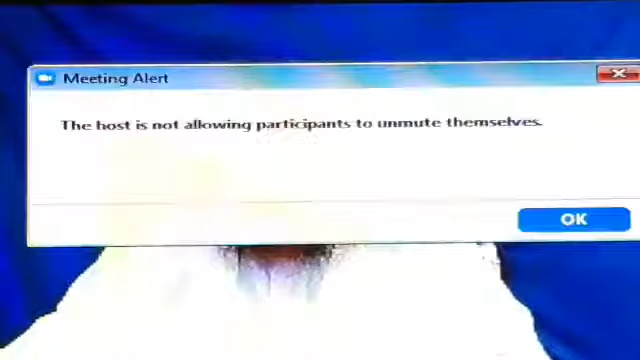 Meeting Alert
The host is not allowing participants to unmute themselves.
OK